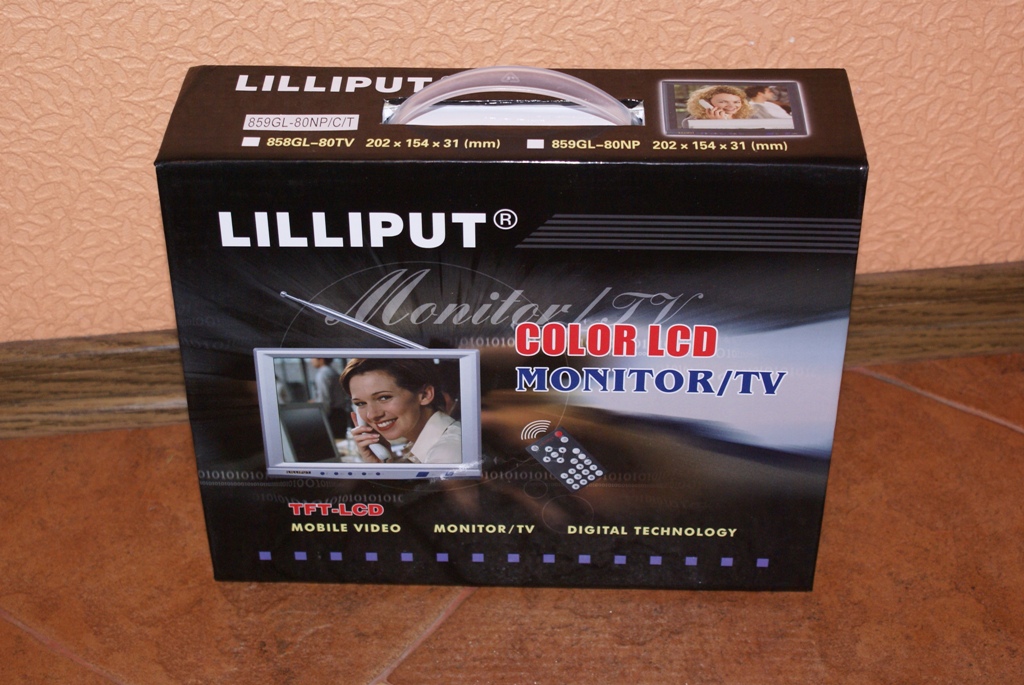 LILLIPUT
859GL-80NP/C/T
858GL-80TV 202 x 154 x 31 (mm) 859GL-80NP 202 x 154 x 31 (mm)
LILLIPUT®
Monitor/TV
COLOR LCD
MONITOR/TV
TFT-LCD
MOBILE VIDEO MONITOR/TV DIGITAL TECHNOLOGY